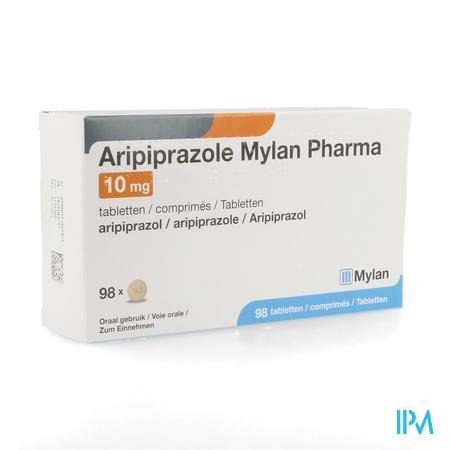 Aripiprazole Mylan Pharma
10 mg
tabletten / comprimés / Tabletten
aripiprazol / aripiprazole / Aripiprazol
98 x 10
Mylan
98 tabletten / comprimés / Tabletten
Oraal gebruik / Voie orale /
Zum Einnehmen
IPM